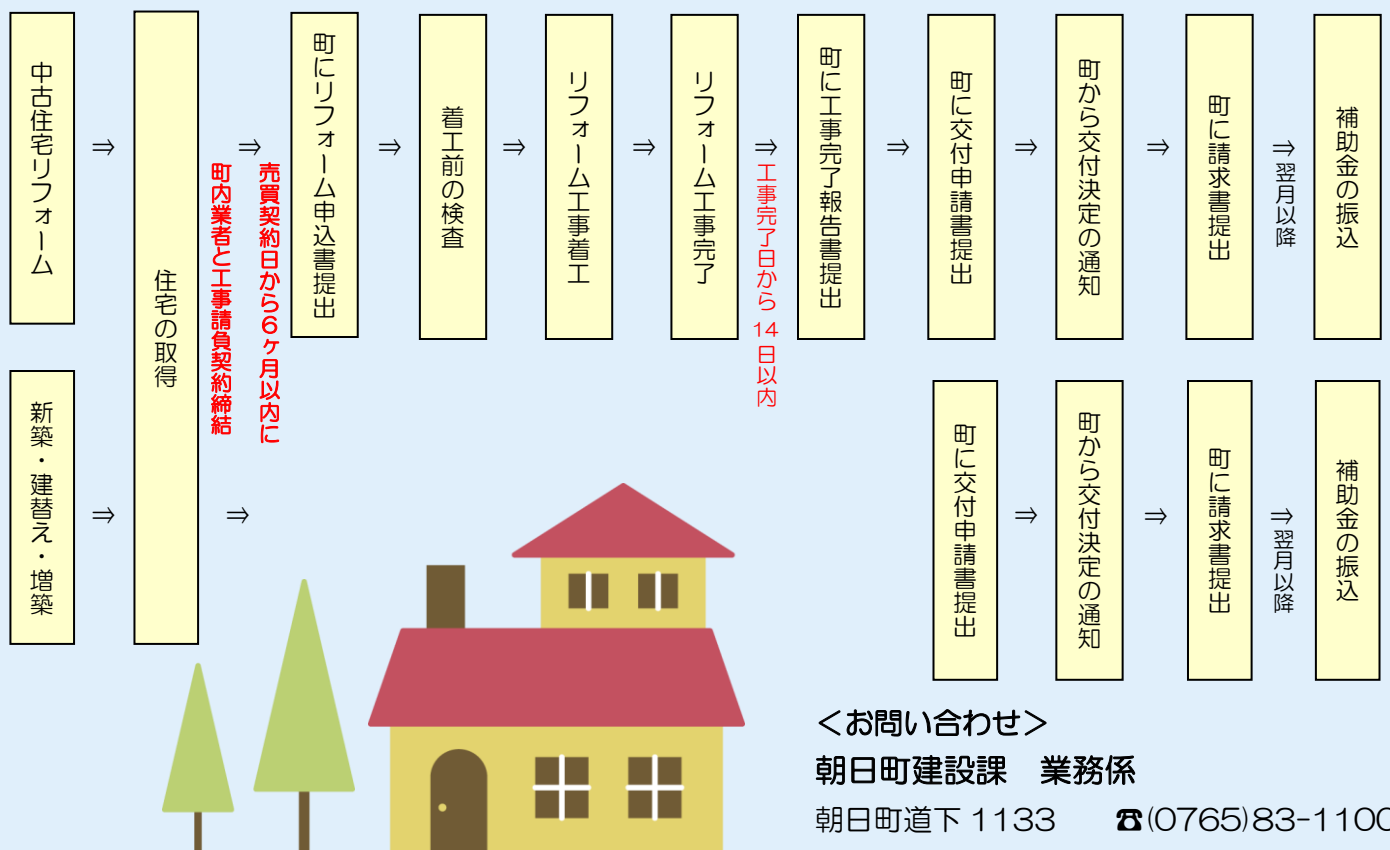 中古住宅リフォーム
⇒
住宅の取得
⇒
売買契約日から6ヶ月以内に
町内業者と工事請負契約締結
町にリフォーム申込書提出
⇒
着工前の検査
⇒
リフォーム工事着工
⇒
リフォーム工事完了
⇒
工事完了日から 14 日以内
町に工事完了報告書提出
⇒
町に交付申請書提出
⇒
町から交付決定の通知
⇒
町に請求書提出
⇒翌月以降
補助金の振込
新築・建替え・増築
⇒
⇒
町に交付申請書提出
⇒
町から交付決定の通知
⇒
町に請求書提出
⇒翌月以降
補助金の振込
＜お問い合わせ＞
朝日町建設課　業務係
朝日町道下 1133　☎(0765)83-1100